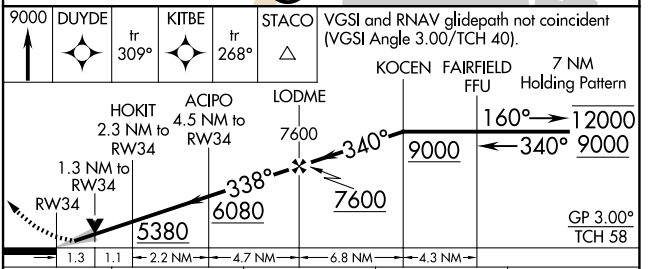 9000
DUYDE
tr
309°
KITBE
tr
268°
STACO
VGSI and RNAV glidepath not coincident
(VGSI Angle 3.00/TCH 40).
KOCEN
FAIRFIELD
FFU
7 NM
Holding Pattern
LODME
7600
ACIPO
4.5 NM to
RW34
HOKIT
2.3 NM to
RW34
1.3 NM to
RW34
RW34
160°
12000
9000
340°
9000
340°
338°
7600
6080
5380
GP 3.00°
TCH 58
1.3
1.1
2.2 NM
4.7 NM
6.8 NM
4.3 NM